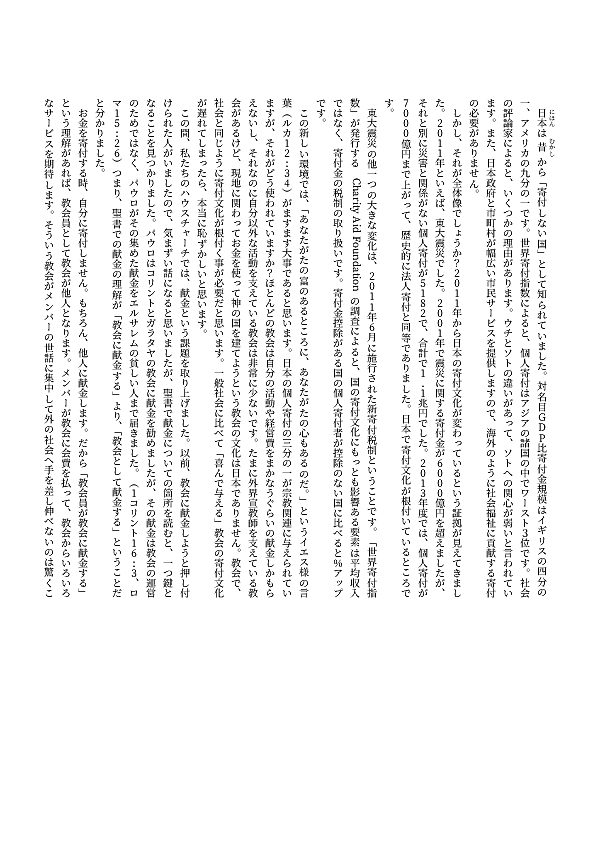 日本は昔から「寄付しない国」として知られていました。対名目GDP比寄付金規模はイギリスの四分の
一、アメリカの九分の一です。世界寄付指数によると、個人寄付はアジアの諸国の中でワースト3位です。社会
の評論家によると、いくつかの理由があります。ウチとソトの違いがあって、ソトへの関心が弱いと言われてい
ます。また、日本政府と市町村が幅広い市民サービスを提供しますので、海外のように社会福祉に貢献する寄付
の必要がありません。
しかし、それが全体像でしょうか?2011年から日本の寄付文化が変わっているという証拠が見えてきまし
た。2011年といえば、東大震災でした。2001年で震災に関する寄付金が6000億円を超えましたが、
それと別に災害と関係がない個人寄付が5182で、合計で1.1兆円でした。2013年度では、個人寄付が
7000億円まで上がって、歴史的に法人寄付と同等でありました。日本で寄付文化が根付いているところで
す。
東大震災の他一つの大きな変化は、2011年6月に施行された新寄付税制ということです。「世界寄付指
数」が発行する Charity Aid Foundation の調査によると、国の寄付文化にもっとも影響ある要素は平均収入
ではなく、寄付金の税制の取り扱いです。寄付金控除がある国の個人寄付者が控除のない国に比べると%アップ
です。
この新しい環境では、「あなたがたの富のあるところに、あなたがたの心もあるのだ。」というイエス様の言
葉(ルカ12:34)がますます大事であると思います。日本の個人寄付の三分の一が宗教関連に与えられてい
ますが、それがどう使われていますか?ほとんどの教会は自分の活動や経営費をまかなうぐらいの献金しかもら
えないし、それなのに自分以外な活動を支えている教会は非常に少ないです。たまに外界宣教師を支えている教
会があるけど、現地に関わってお金を使って神の国を建てようという教会の文化は日本でありません。教会で、
社会と同じように寄付文化が根付く事が必要だと思います。一般社会に比べて「喜んで与える」教会の寄付文化
が遅れてしまったら、本当に恥ずかしいと思います。
この間、私たちのハウスチャーチでは、献金という課題を取り上げました。以前、教会に献金しようと押し付
けられた人がいましたので、気まずい話になると思いましたが、聖書で献金についての箇所を読むと、一つ鍵と
なることを見つかりました。パウロはコリントとガラタヤの教会に献金を勧めましたが、その献金は教会の運営
のためではなく、パウロがその集めた献金をエルサレムの貧しい人まで届きました。(1コリント16:3、ロ
マ15:26)つまり、聖書での献金の理解が「教会に献金する」より、「教会として献金する」ということだ
と分かりました。
お金を寄付する時、自分に寄付しません。もちろん、他人に献金します。だから「教会員が教会に献金する」
という理解があれば、教会員として教会が他人となります。メンバーが教会に会費を払って、教会からいろいろ
なサービスを期待します。そういう教会がメンバーの世話に集中して外の社会へ手を差し伸べないのは驚くこ